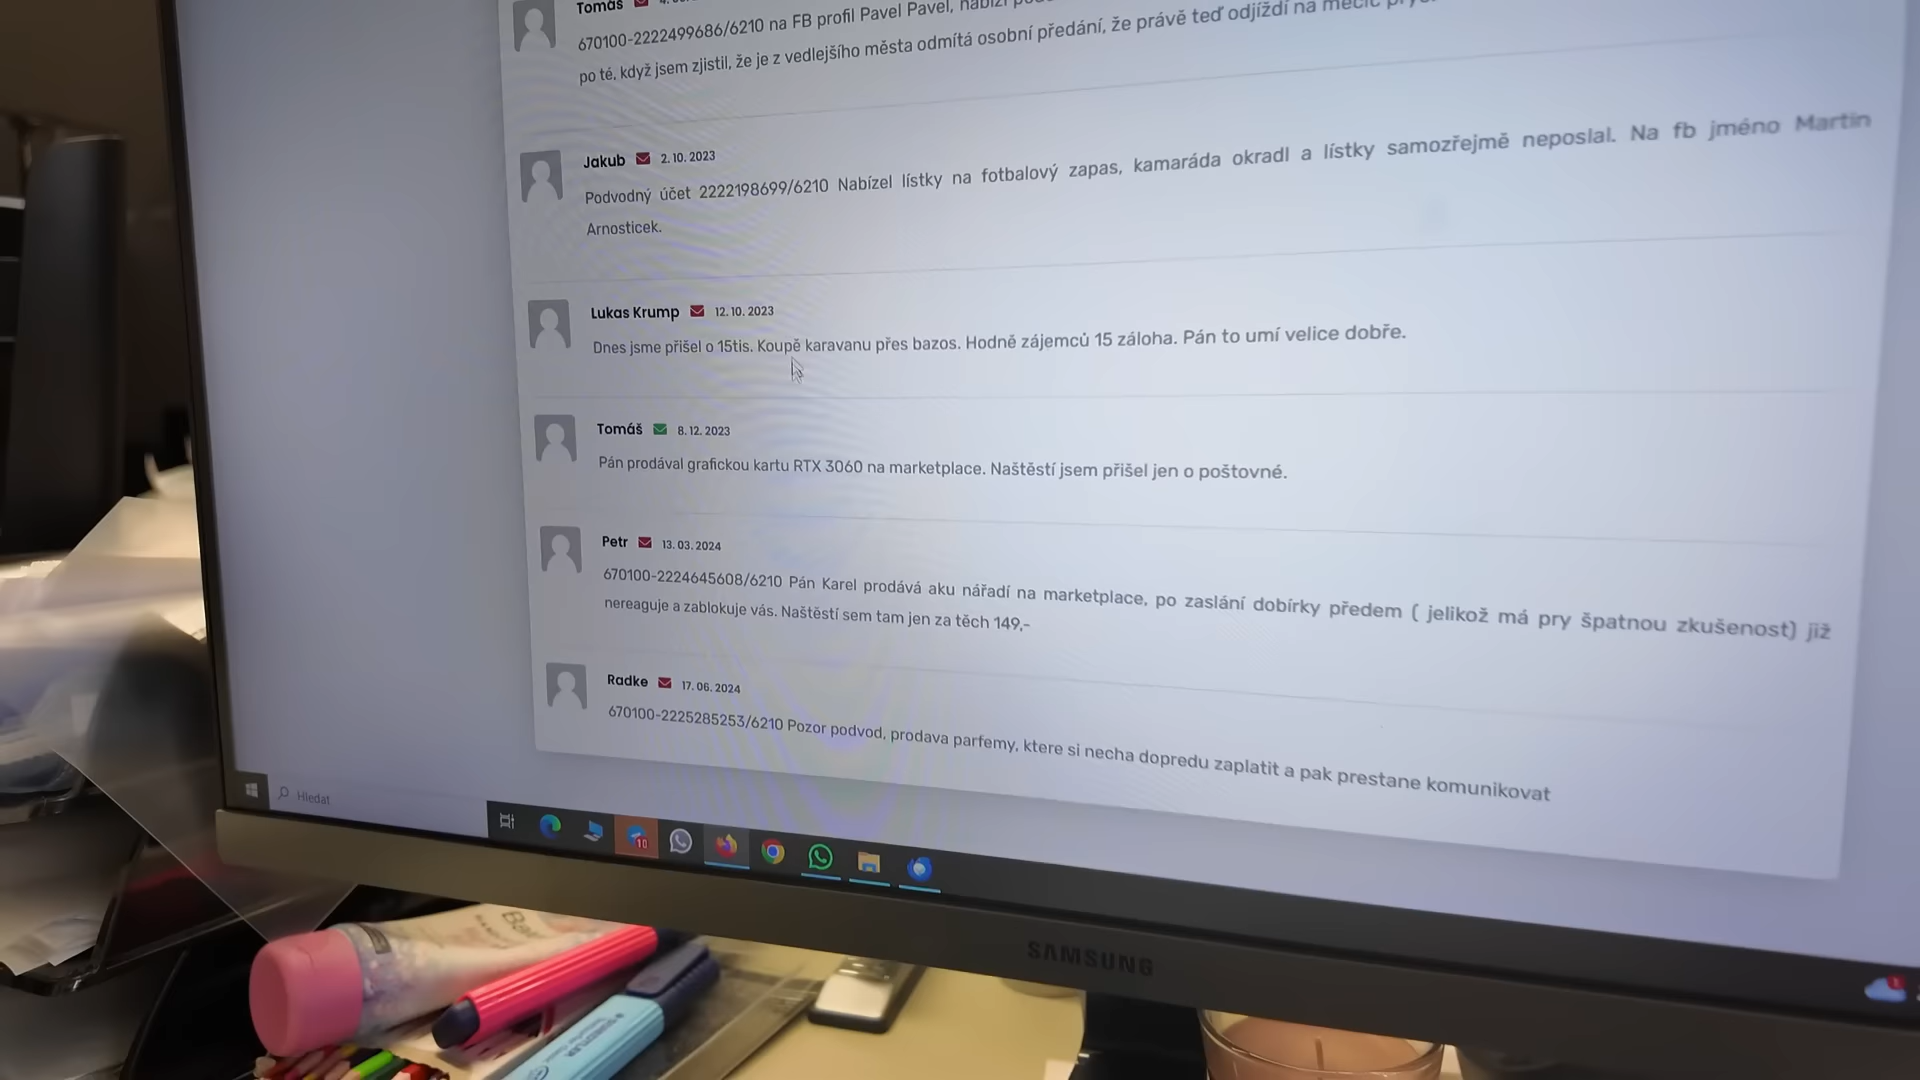 Tomáš
670100-2222499686/6210 na FB profil Pavel Pavel, nabízí
po té, když jsem zjistil, že je z vedlejšího města odmítá osobní předání, že právě teď odjíždí na
Jakub 2. 10. 2023
Podvodný účet 2222198699/6210 Nabízel lístky na fotbalový zapas, kamaráda okradl a lístky samozřejmě neposlal. Na fb jméno Martin
Arnosticek.
Lukas Krump 12. 10. 2023
Dnes jsme přišel o 15tis. Koupě karavanu přes bazos. Hodně zájemců 15 záloha. Pán to umí velice dobře.
Tomáš 8. 12. 2023
Pán prodával grafickou kartu RTX 3060 na marketplace. Naštěstí jsem přišel jen o poštovné.
Petr 13. 03. 2024
670100-2224645608/6210 Pán Karel prodává aku nářadí na marketplace, po zaslání dobírky předem ( jelikož má pry špatnou zkušenost) již
nereaguje a zablokuje vás. Naštěstí sem tam jen za těch 149,-
Radke 17. 06. 2024
670100-2225285253/6210 Pozor podvod, prodava parfemy, ktere si necha dopredu zaplatit a pak prestane komunikovat
Hledat
10
SAMSUNG
1
STAEDTLER